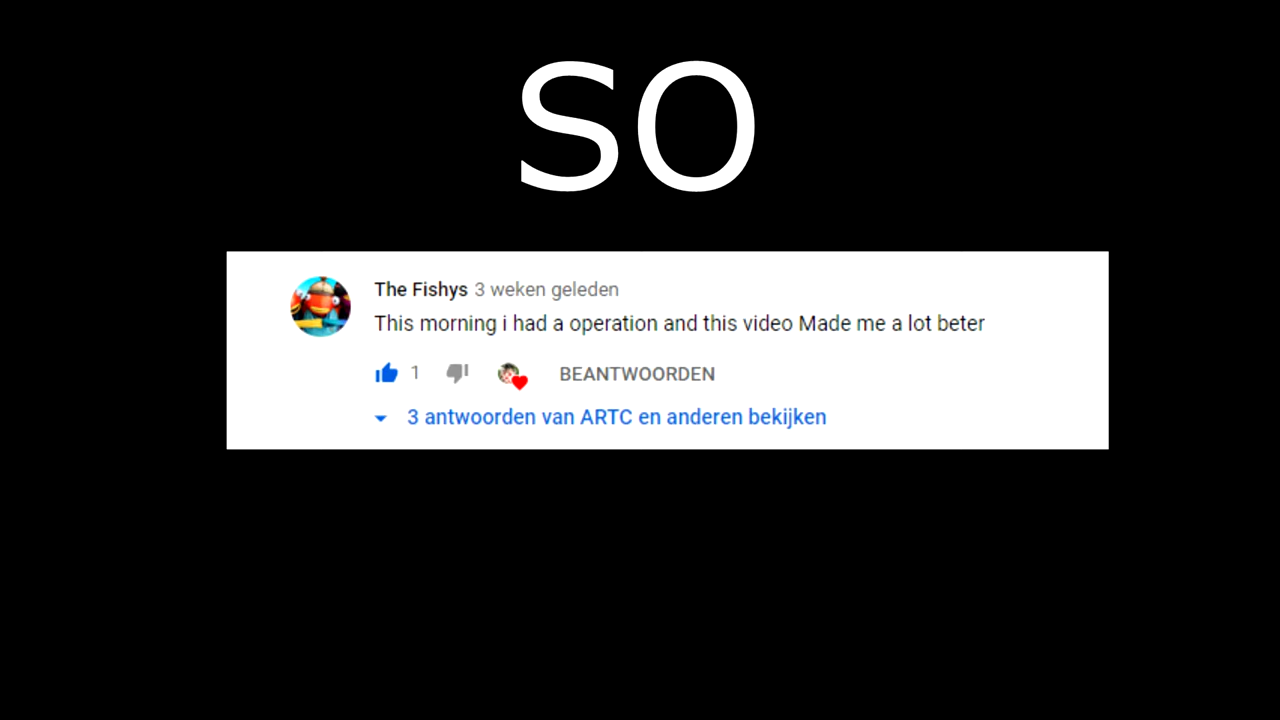 SO
The Fishys 3 weken geleden
This morning i had a operation and this video Made me a lot beter
1 BEANTWOORDEN
3 antwoorden van ARTC en anderen bekijken